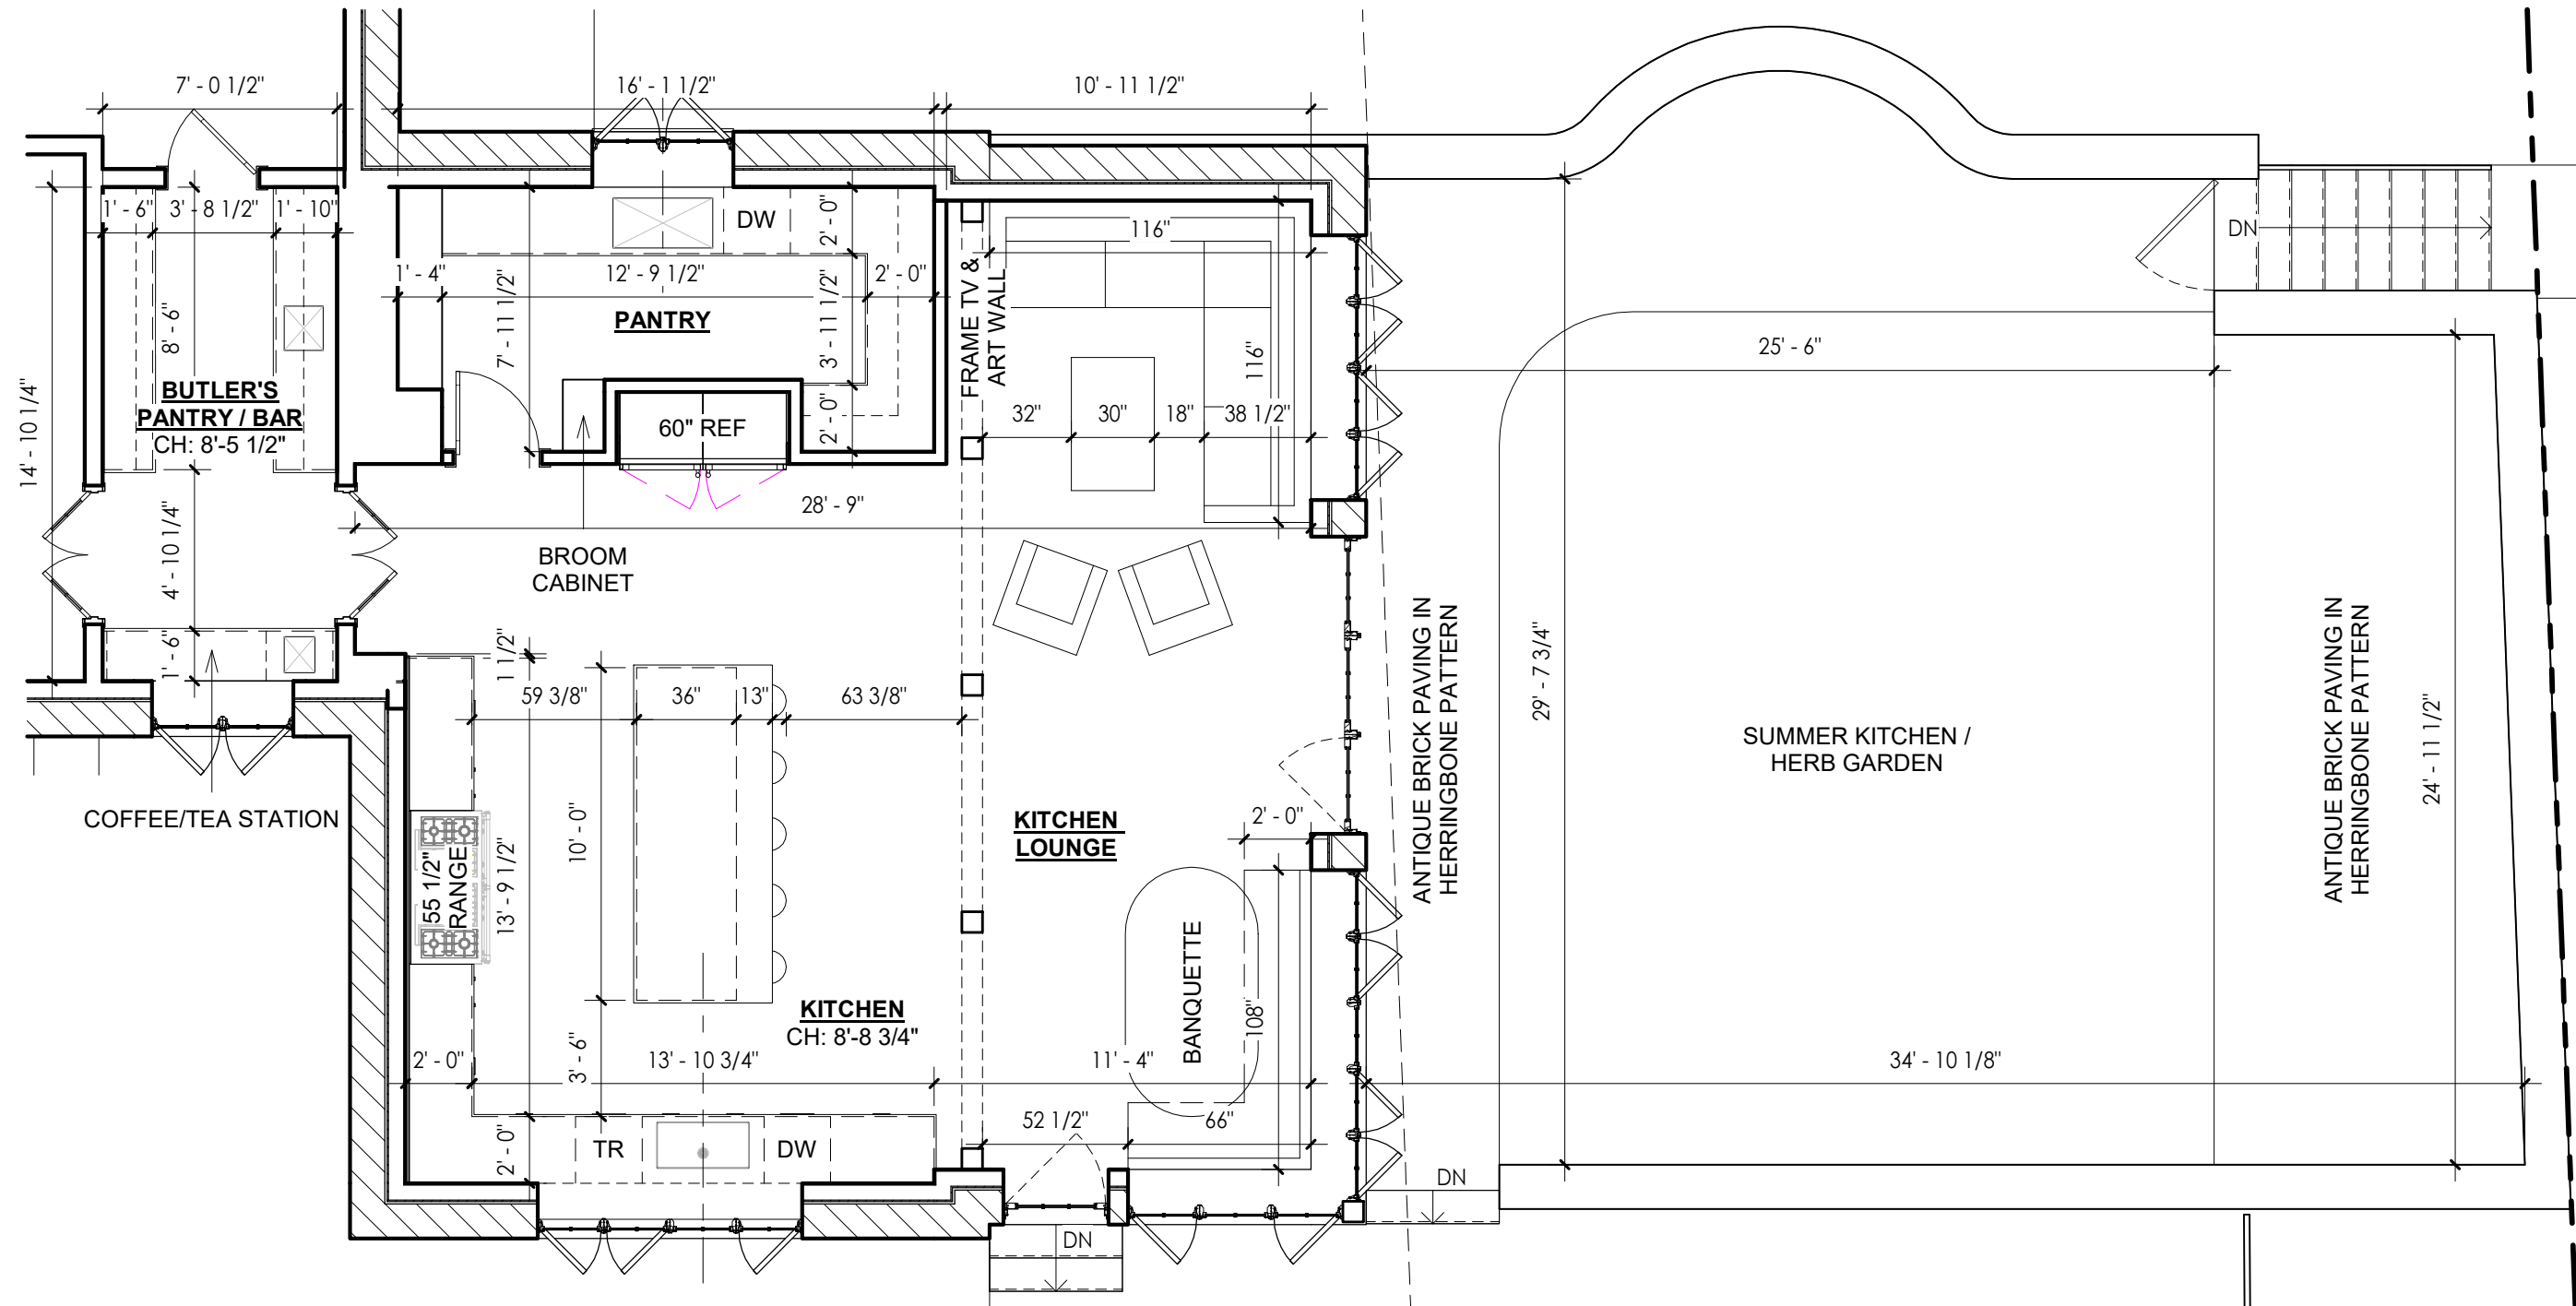 7' - 0 1/2"
16' - 1 1/2"
10' - 11 1/2"
1' - 6"
3' - 8 1/2"
1' - 10"
DW
2' - 0"
116"
DN
1' - 4"
12' - 9 1/2"
2' - 0"
FRAME TV &
ART WALL
8' - 6"
7' - 11 1/2"
3' - 11 1/2"
PANTRY
116"
25' - 6"
14' - 10 1/4"
BUTLER'S
PANTRY / BAR
CH: 8'-5 1/2"
60" REF
2' - 0"
32"
30"
18"
38 1/2"
28' - 9"
4' - 10 1/4"
BROOM
CABINET
1' - 6"
1 1/2"
59 3/8"
36"
13"
63 3/8"
ANTIQUE BRICK PAVING IN
HERRINGBONE PATTERN
29' - 7 3/4"
SUMMER KITCHEN /
HERB GARDEN
ANTIQUE BRICK PAVING IN
HERRINGBONE PATTERN
24' - 11 1/2"
COFFEE/TEA STATION
55 1/2"
RANGE
13' - 9 1/2"
10' - 0"
KITCHEN
LOUNGE
2' - 0"
BANQUETTE
108"
KITCHEN
CH: 8'-8 3/4"
2' - 0"
3' - 6"
13' - 10 3/4"
11' - 4"
34' - 10 1/8"
2' - 0"
TR
DW
52 1/2"
66"
DN
DN